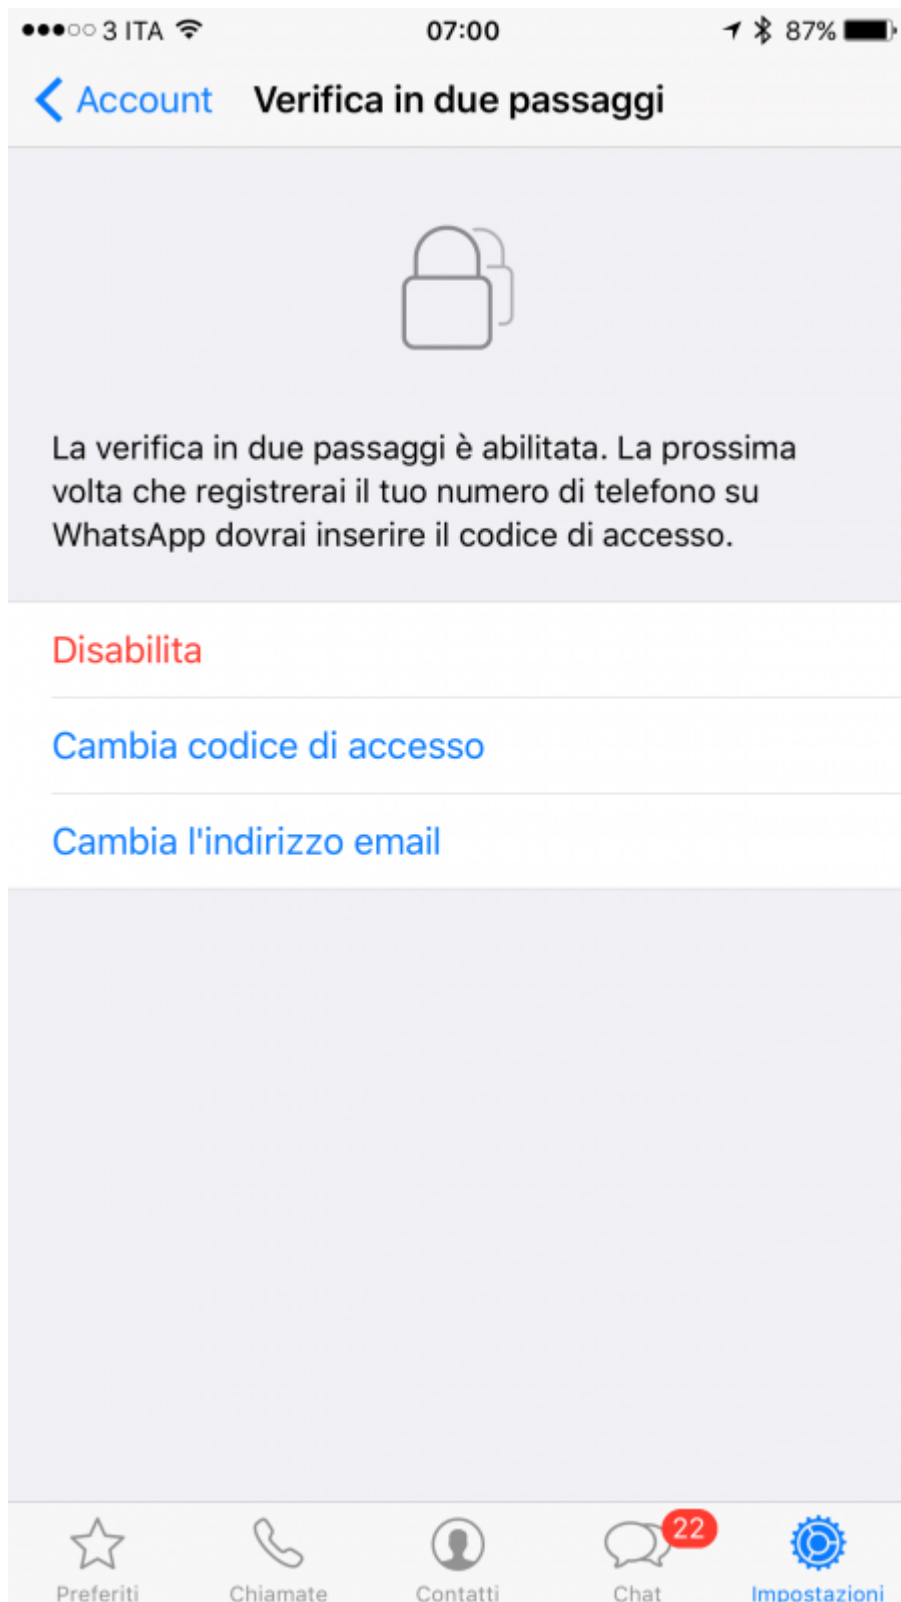 3 ITA 07:00 87%
Account Verifica in due passaggi
La verifica in due passaggi è abilitata. La prossima
volta che registrerai il tuo numero di telefono su
WhatsApp dovrai inserire il codice di accesso.
Disabilita
Cambia codice di accesso
Cambia l'indirizzo email
22
Preferiti Chiamate Contatti Chat Impostazioni